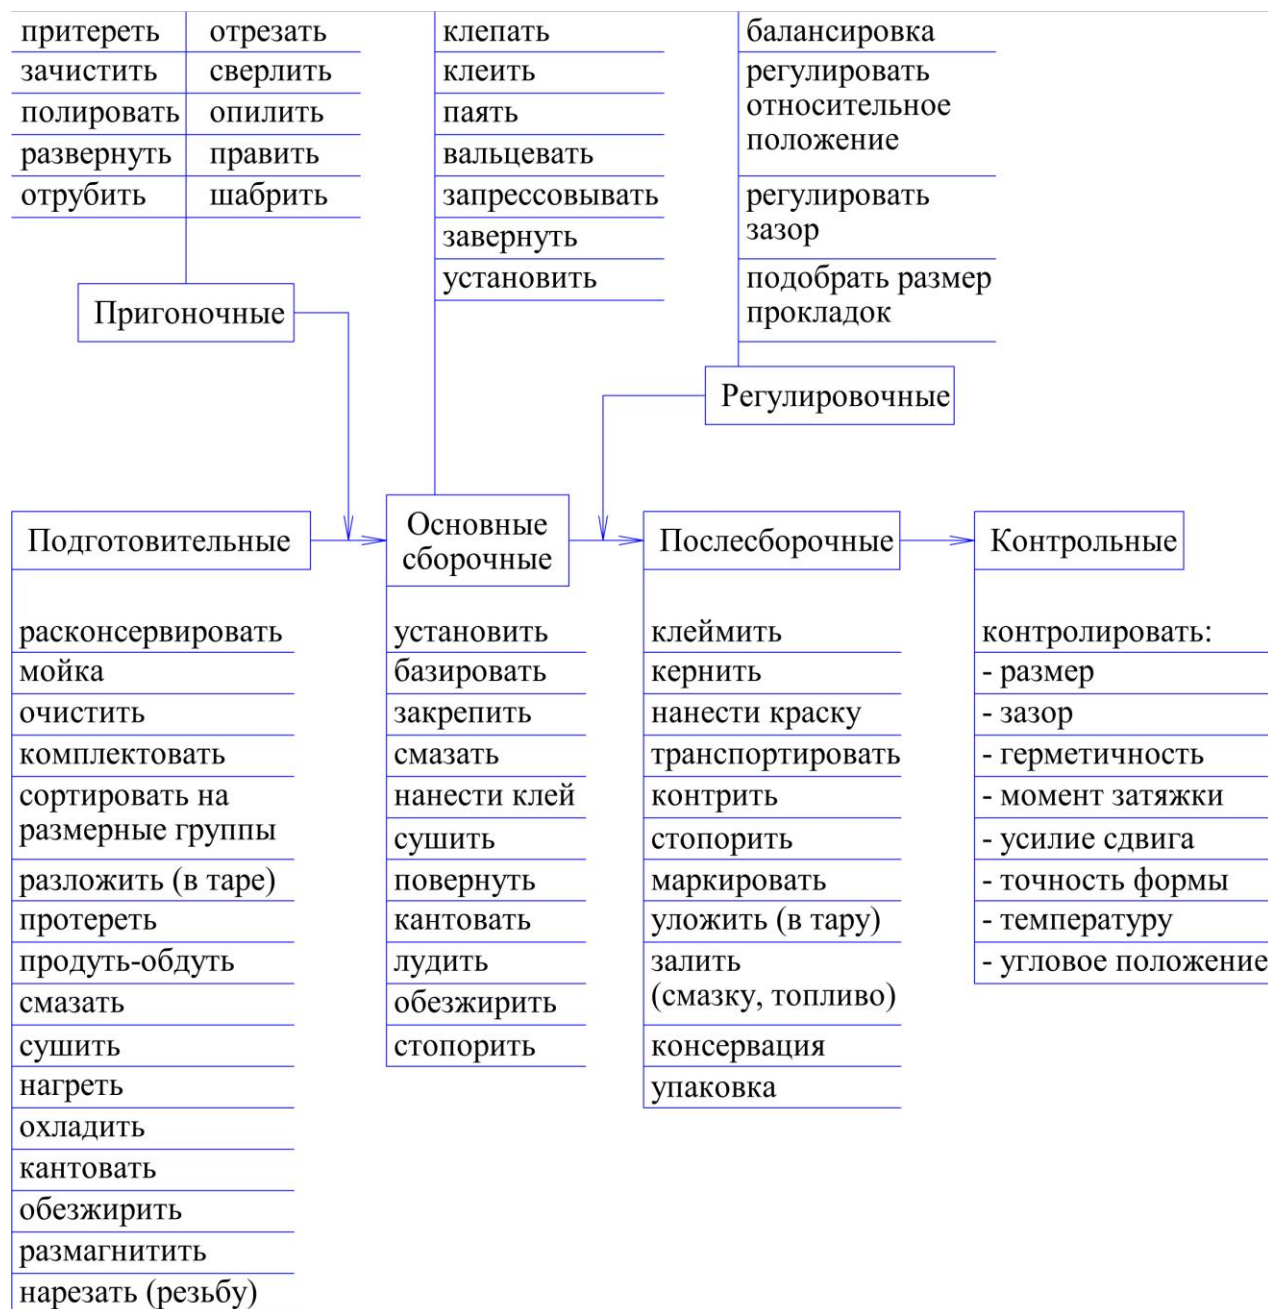 притереть
зачистить
полировать
развернуть
отрубить
отрезать
сверлить
опилить
править
шабрить
Пригоночные
клепать
клеить
паять
вальцевать
запрессовывать
завернуть
установить
балансировка
регулировать
относительное
положение
регулировать
зазор
подобрать размер
прокладок
Регулировочные
Подготовительные
расконсервировать
мойка
очистить
комплектовать
сортировать на
размерные группы
разложить (в таре)
протереть
продуть-обдуть
смазать
сушить
нагреть
охладить
кантовать
обезжирить
размагнитить
нарезать (резьбу)
Основные
сборочные
установить
базировать
закрепить
смазать
нанести клей
сушить
повернуть
кантовать
лудить
обезжирить
стопорить
Послесборочные
клеймить
кернить
нанести краску
транспортировать
контрить
стопорить
маркировать
уложить (в тару)
залить
(смазку, топливо)
консервация
упаковка
Контрольные
контролировать:
- размер
- зазор
- герметичность
- момент затяжки
- усилие сдвига
- точность формы
- температуру
- угловое положение